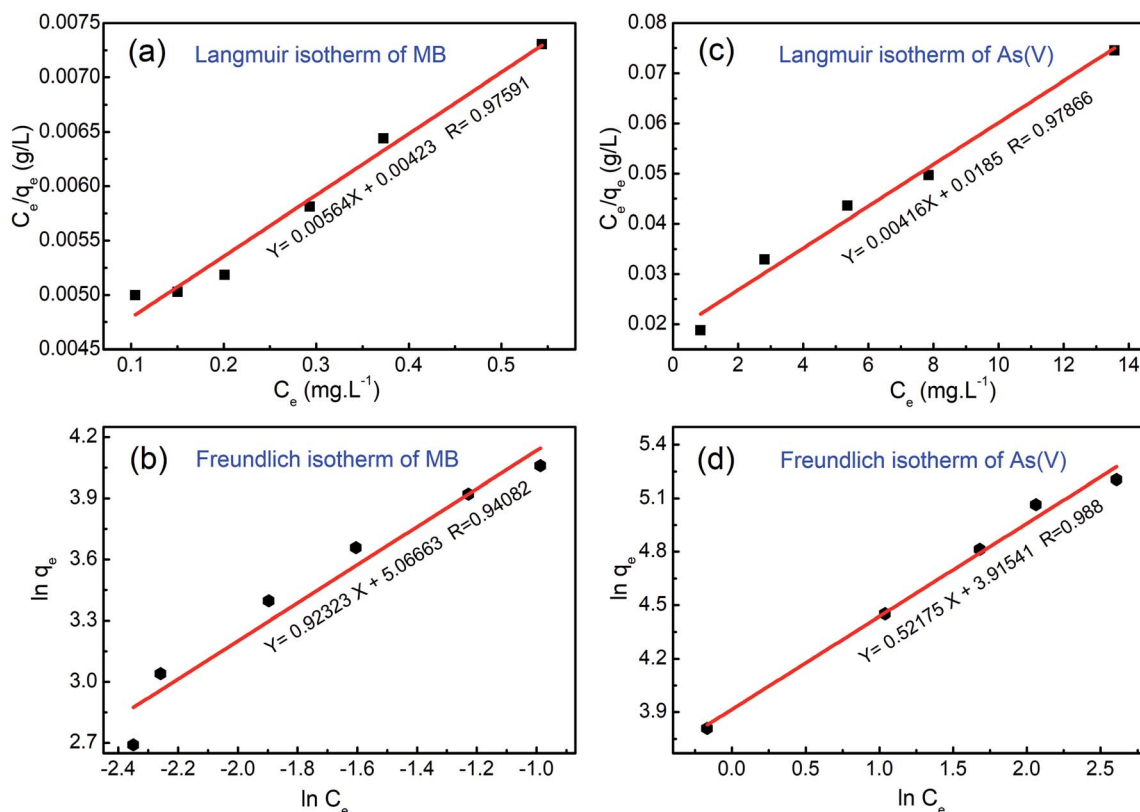 (a) Langmuir isotherm of MB
Y= 0.00564X + 0.00423 R= 0.97591
C_e/q_e (g/L)
0.0075
0.0070
0.0065
0.0060
0.0055
0.0050
0.0045
0.1 0.2 0.3 0.4 0.5
C_e (mg.L⁻¹)
(c) Langmuir isotherm of As(V)
Y= 0.00416X + 0.0185 R= 0.97866
C_e/q_e (g/L)
0.08
0.07
0.06
0.05
0.04
0.03
0.02
0 2 4 6 8 10 12 14
C_e (mg.L⁻¹)
(b) Freundlich isotherm of MB
Y= 0.92323 X + 5.06663 R=0.94082
ln q_e
4.2
3.9
3.6
3.3
3.0
2.7
-2.4 -2.2 -2.0 -1.8 -1.6 -1.4 -1.2 -1.0
ln C_e
(d) Freundlich isotherm of As(V)
Y= 0.52175 X + 3.91541 R=0.988
ln q_e
5.4
5.1
4.8
4.5
4.2
3.9
0.0 0.5 1.0 1.5 2.0 2.5
ln C_e